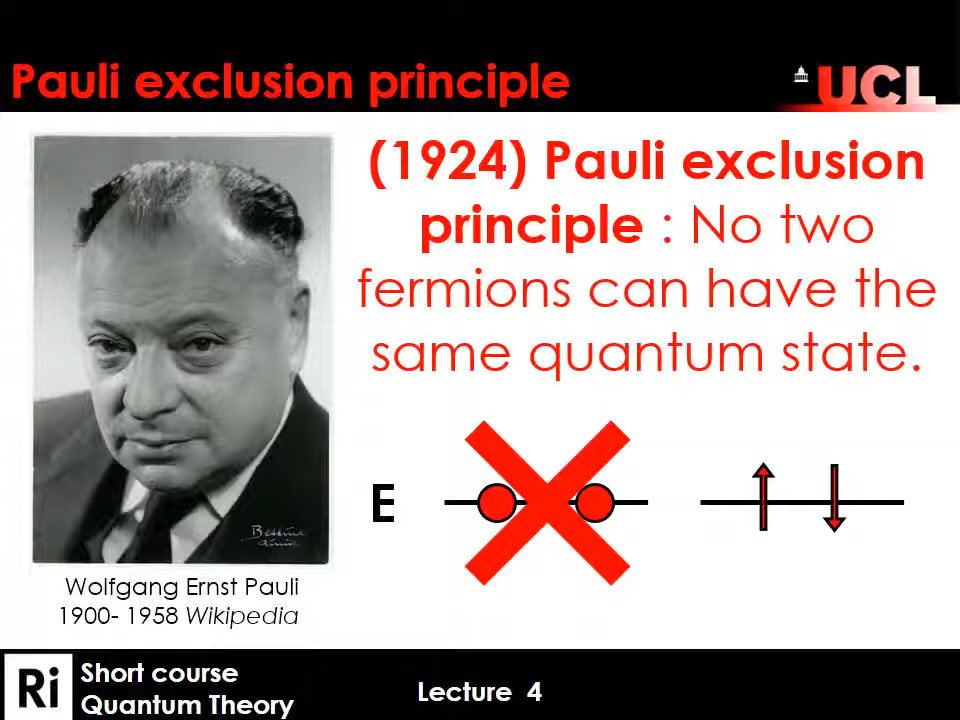 Pauli exclusion principle
UCL
(1924) Pauli exclusion
principle : No two
fermions can have the
same quantum state.
E
Wolfgang Ernst Pauli
1900- 1958 Wikipedia
Ri
Short course
Quantum Theory
Lecture 4